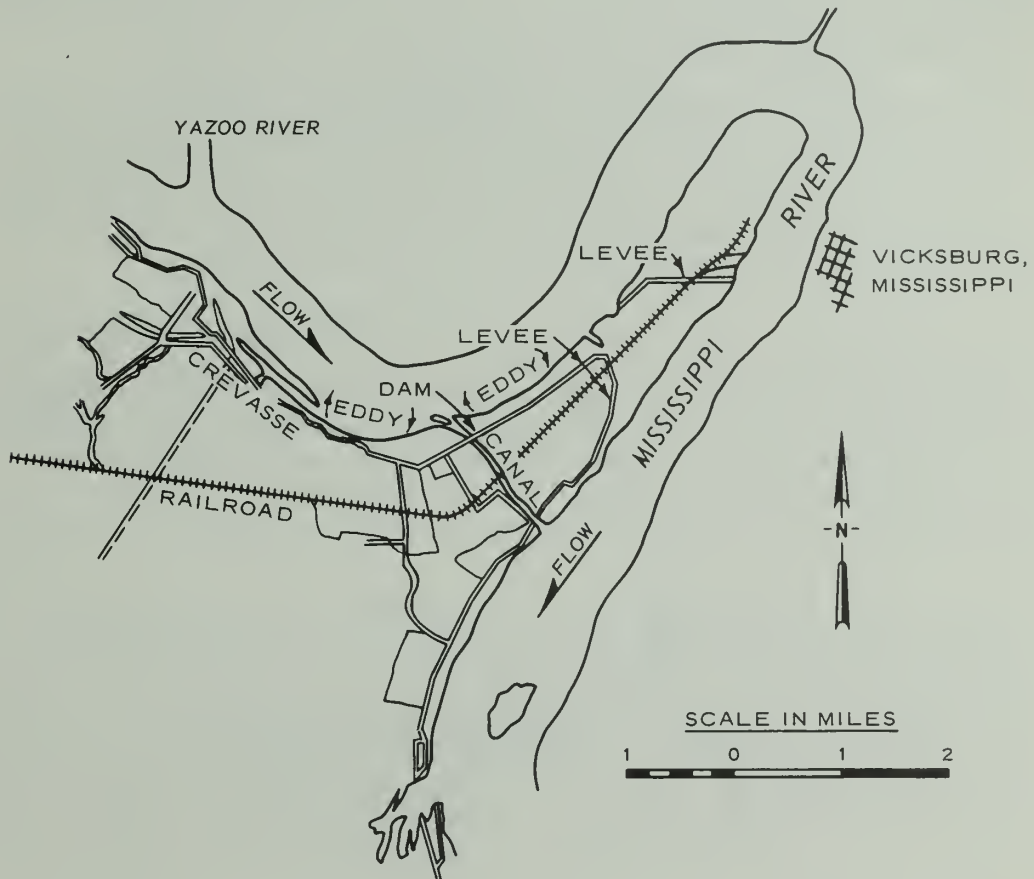 YAZOO RIVER
RIVER
LEVEE
VICKSBURG,
MISSISSIPPI
FLOW
LEVEE
MISSISSIPPI
DAM
EDDY
EDDY
CREVASSE
CANAL
RAILROAD
-N-
FLOW
SCALE IN MILES
1 0 1 2